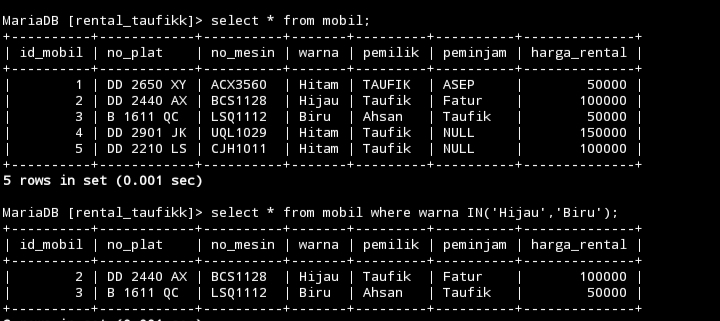 MariaDB [rental_taufikk]> select * from mobil;
+----------+------------+----------+-------+---------+----------+--------------+
| id_mobil | no_plat    | no_mesin | warna | pemilik | peminjam | harga_rental |
+----------+------------+----------+-------+---------+----------+--------------+
|        1 | DD 2650 XY | ACX3560  | Hitam | TAUFIK  | ASEP     |        50000 |
|        2 | DD 2440 AX | BCS1128  | Hijau | Taufik  | Fatur    |       100000 |
|        3 | B 1611 QC  | LSQ1112  | Biru  | Ahsan   | Taufik   |        50000 |
|        4 | DD 2901 JK | UQL1029  | Hitam | Taufik  | NULL     |       150000 |
|        5 | DD 2210 LS | CJH1011  | Hitam | Taufik  | NULL     |       100000 |
+----------+------------+----------+-------+---------+----------+--------------+
5 rows in set (0.001 sec)
MariaDB [rental_taufikk]> select * from mobil where warna IN('Hijau','Biru');
+----------+------------+----------+-------+---------+----------+--------------+
| id_mobil | no_plat    | no_mesin | warna | pemilik | peminjam | harga_rental |
+----------+------------+----------+-------+---------+----------+--------------+
|        2 | DD 2440 AX | BCS1128  | Hijau | Taufik  | Fatur    |       100000 |
|        3 | B 1611 QC  | LSQ1112  | Biru  | Ahsan   | Taufik   |        50000 |
+----------+------------+----------+-------+---------+----------+--------------+